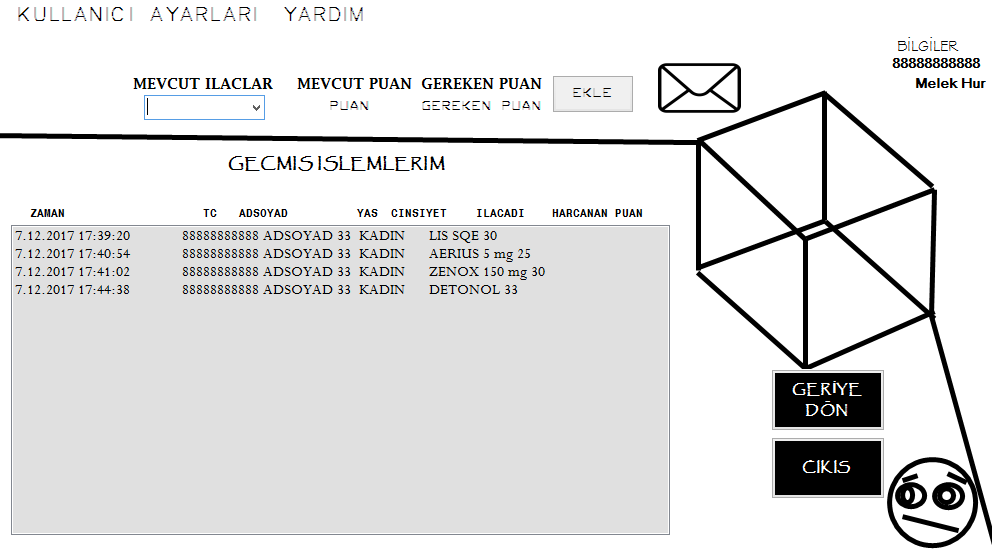 KULLANICI AYARLARI YARDIM
BİLGİLER
88888888888
Melek Hur
MEVCUT ILACLAR MEVCUT PUAN GEREKEN PUAN
PUAN GEREKEN PUAN
EKLE
GECMIS ISLEMLERIM
ZAMAN TC ADSOYAD YAS CINSIYET ILACADI HARCANAN PUAN
7.12.2017 17:39:20 88888888888 ADSOYAD 33 KADIN LIS SQE 30
7.12.2017 17:40:54 88888888888 ADSOYAD 33 KADIN AERIUS 5 mg 25
7.12.2017 17:41:02 88888888888 ADSOYAD 33 KADIN ZENOX 150 mg 30
7.12.2017 17:44:38 88888888888 ADSOYAD 33 KADIN DETONOL 33
GERİYE
DÖN
CIKIS